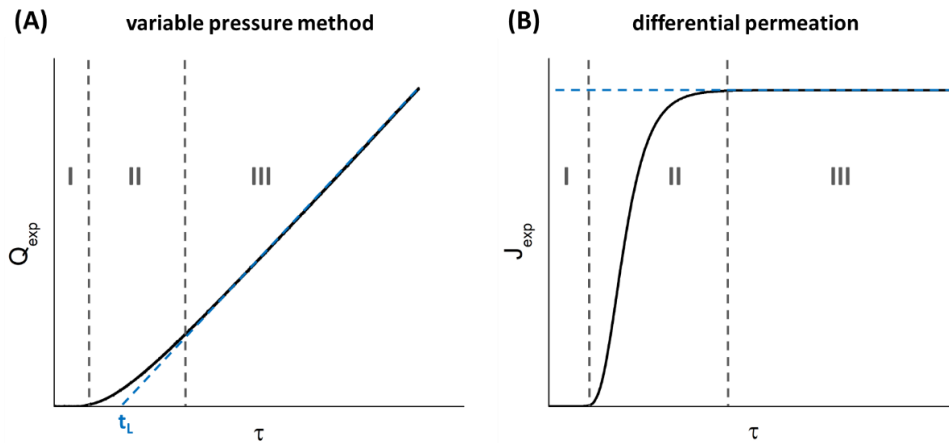 (A) variable pressure method
I II III
Qexp
tL
τ
(B) differential permeation
I II III
Jexp
τ